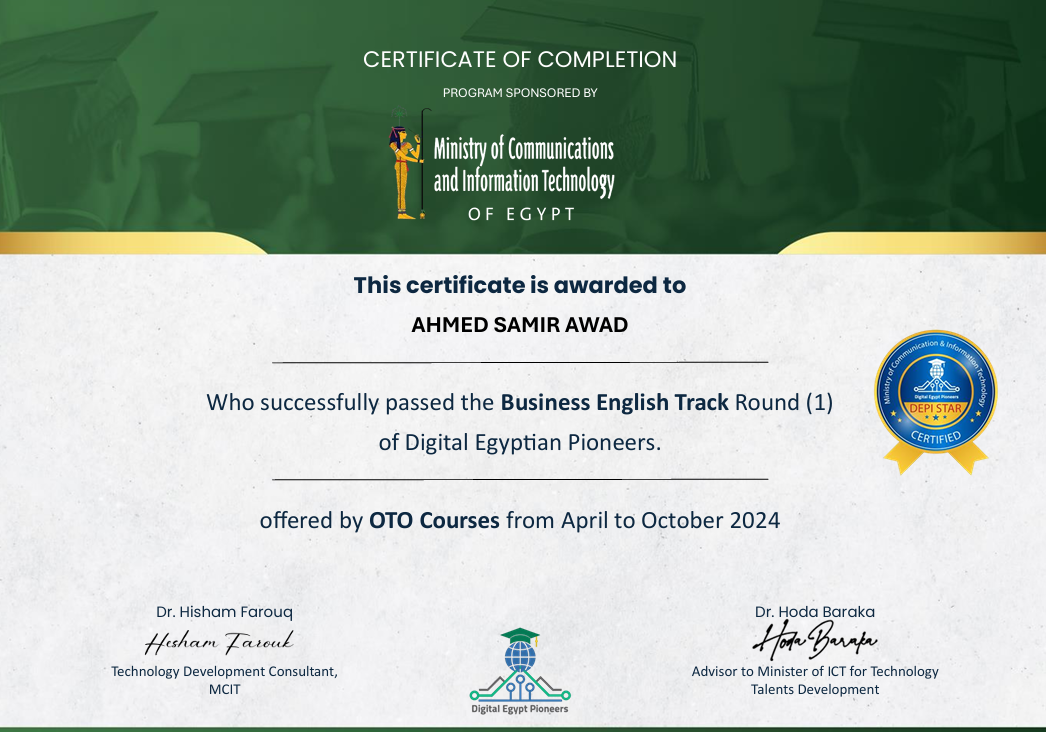 CERTIFICATE OF COMPLETION
PROGRAM SPONSORED BY
Ministry of Communications
and Information Technology
OF EGYPT
This certificate is awarded to
AHMED SAMIR AWAD
Who successfully passed the Business English Track Round (1)
of Digital Egyptian Pioneers.
Ministry of Communication & Information Technology
Digital Egypt Pioneers
DEPI STAR
CERTIFIED
offered by OTO Courses from April to October 2024
Dr. Hisham Farouq
Hesham Farouk
Technology Development Consultant,
MCIT
Digital Egypt Pioneers
Dr. Hoda Baraka
Hoda Baraka
Advisor to Minister of ICT for Technology
Talents Development